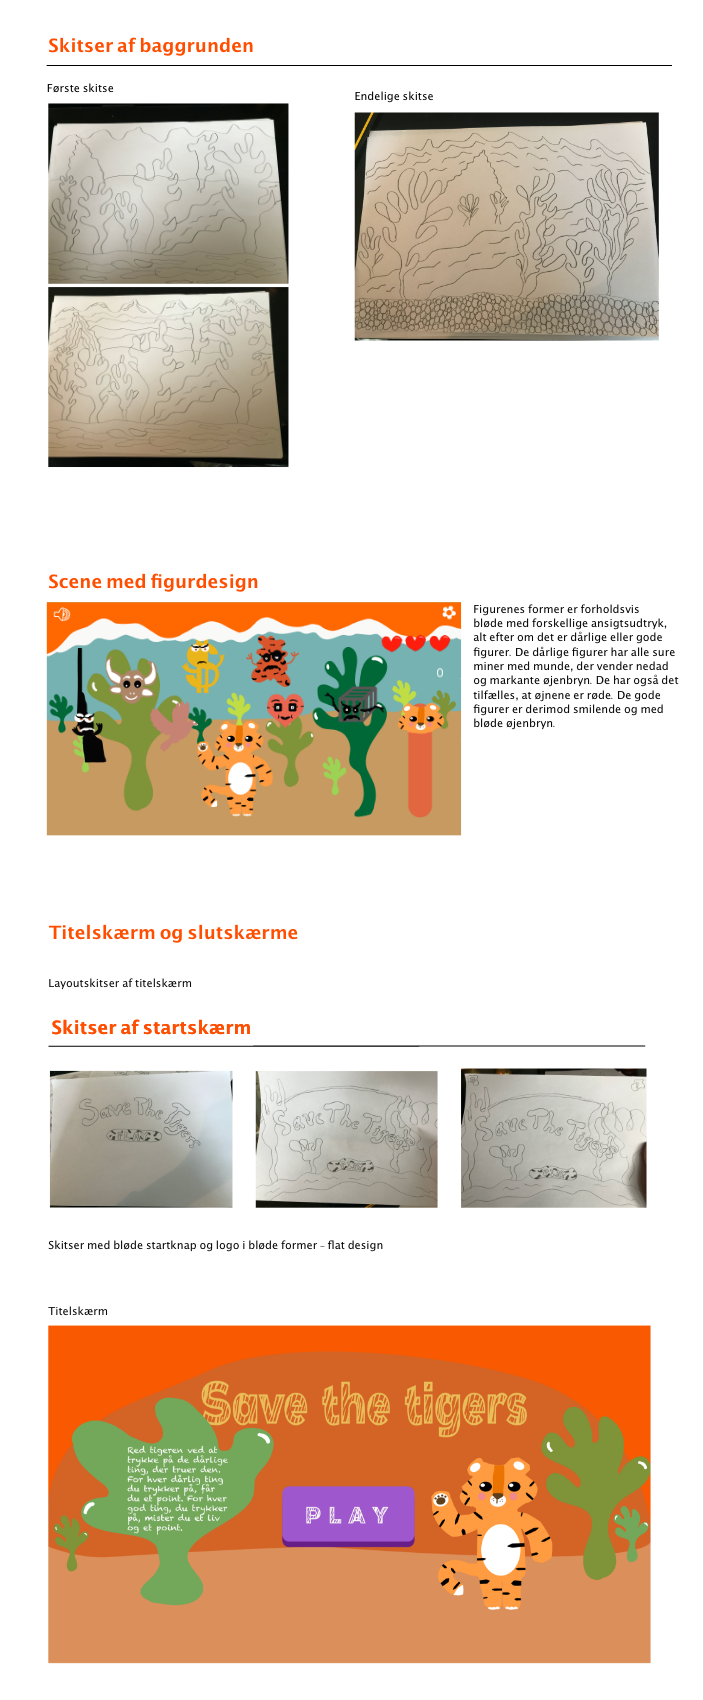 Skitser af baggrunden
Første skitse
Endelige skitse
Scene med figurdesign
0
Figurenes former er forholdsvis
bløde med forskellige ansigtsudtryk,
alt efter om det er dårlige eller gode
figurer. De dårlige figurer har alle sure
miner med munde, der vender nedad
og markante øjenbryn. De har også det
tilfælles, at øjnene er røde. De gode
figurer er derimod smilende og med
bløde øjenbryn.
Titelskærm og slutskærme
Layoutskitser af titelskærm
Skitser af startskærm
Save The Tigers
PLAY
Save The Tigers
Save The Tigers
Skitser med bløde startknap og logo i bløde former – flat design
Titelskærm
Save the tigers
Red tigeren ved at
trykke på de dårlige
ting, der truer den.
For hver dårlig ting
du trykker på, får
du et point. For hver
god ting, du trykker
på, mister du et liv
og et point.
PLAY